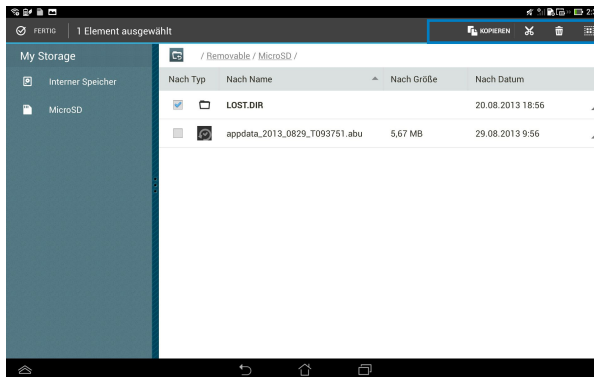 FERTIG 1 Element ausgewählt KOPIEREN
My Storage / Removable / MicroSD /
Nach Typ Nach Name Nach Größe Nach Datum
Interner Speicher
LOST.DIR 20.08.2013 18:56
MicroSD
appdata_2013_0829_T093751.abu 5,67 MB 29.08.2013 9:56